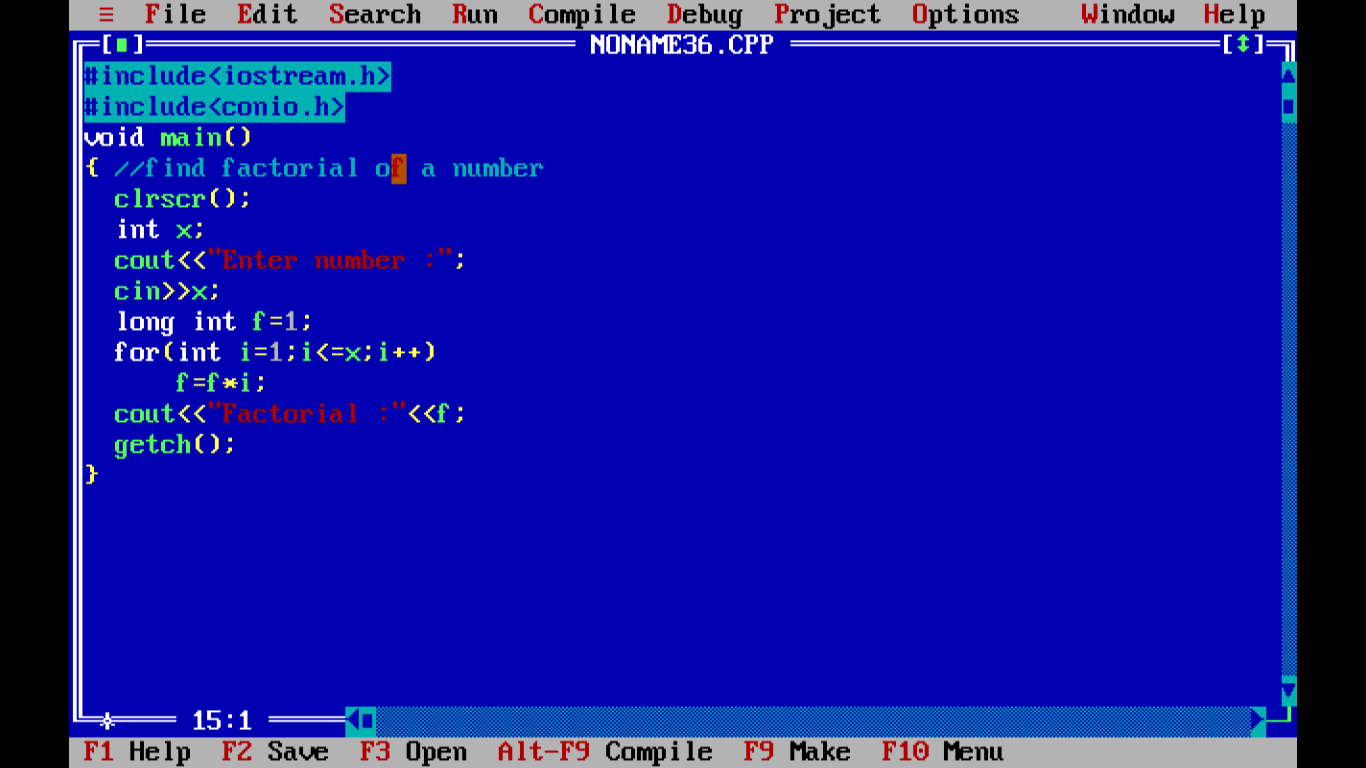 ≡ File Edit Search Run Compile Debug Project Options Window Help
[■] NONAME36.CPP [↕]
#include<iostream.h>
#include<conio.h>
void main()
{ //find factorial of a number
  clrscr();
  int x;
  cout<<"Enter number :";
  cin>>x;
  long int f=1;
  for(int i=1;i<=x;i++)
      f=f*i;
  cout<<"Factorial :"<<f;
  getch();
}
15:1
F1 Help F2 Save F3 Open Alt-F9 Compile F9 Make F10 Menu